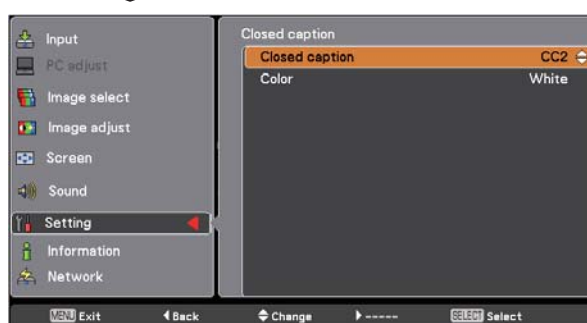 Input
PC adjust
Image select
Image adjust
Screen
Sound
Setting
Information
Network
Closed caption
Closed caption CC2
Color White
MENU Exit Back Change ----- SELECT Select